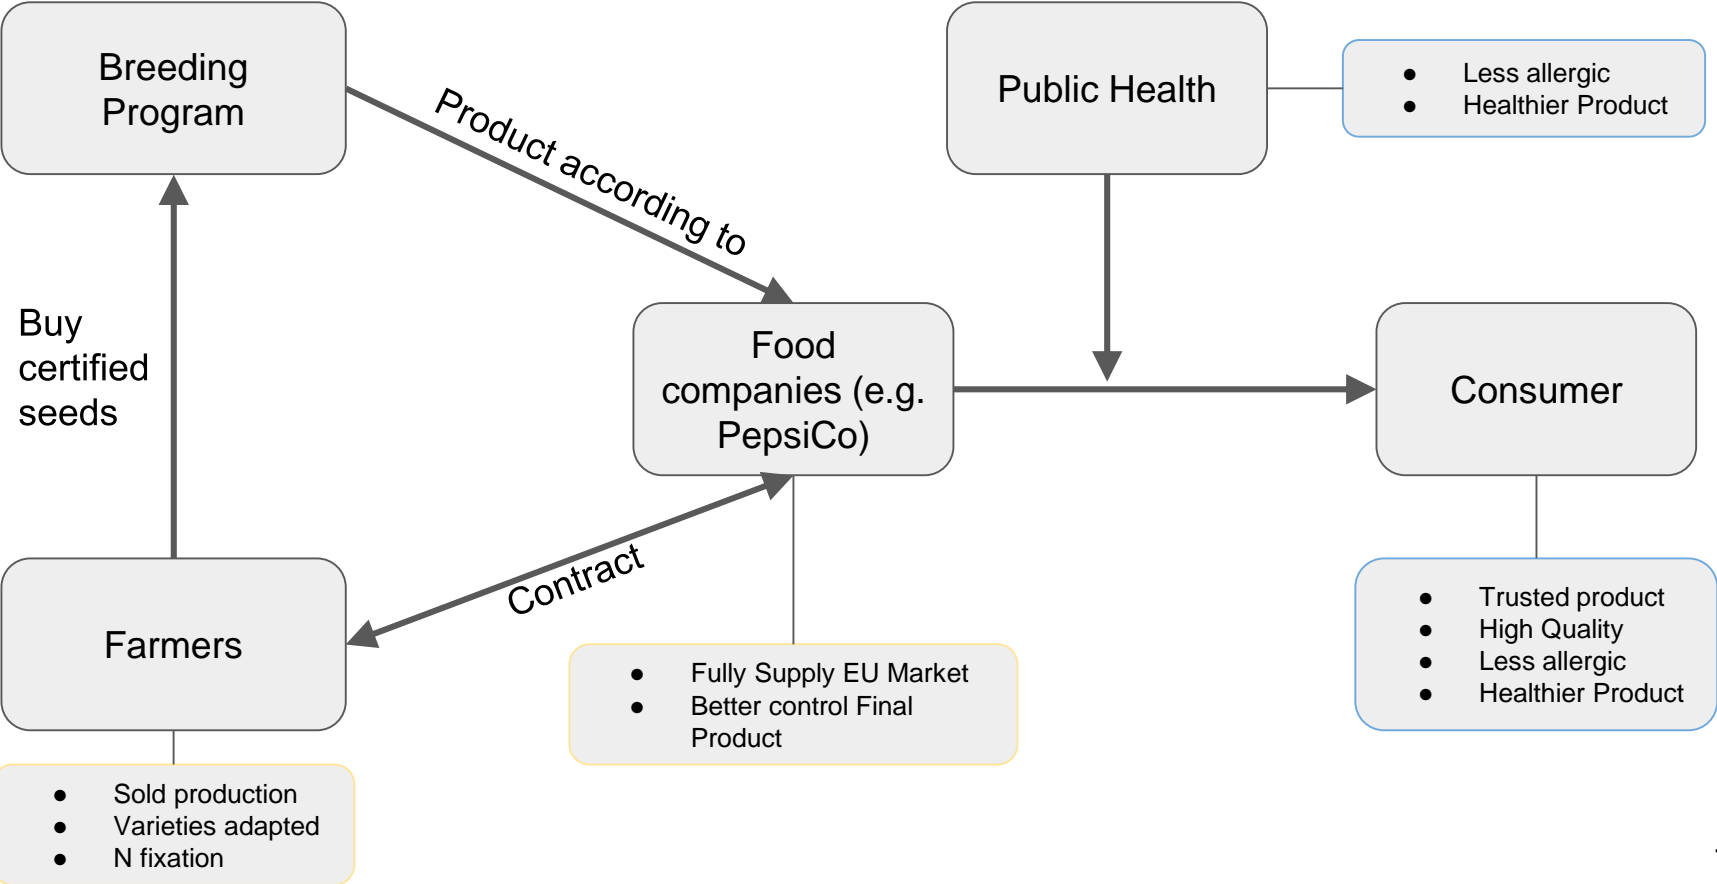 Breeding
Program
Product according to
Public Health
● Less allergic
● Healthier Product
Buy
certified
seeds
Food
companies (e.g.
PepsiCo)
Consumer
Contract
Farmers
● Fully Supply EU Market
● Better control Final
Product
● Trusted product
● High Quality
● Less allergic
● Healthier Product
● Sold production
● Varieties adapted
● N fixation